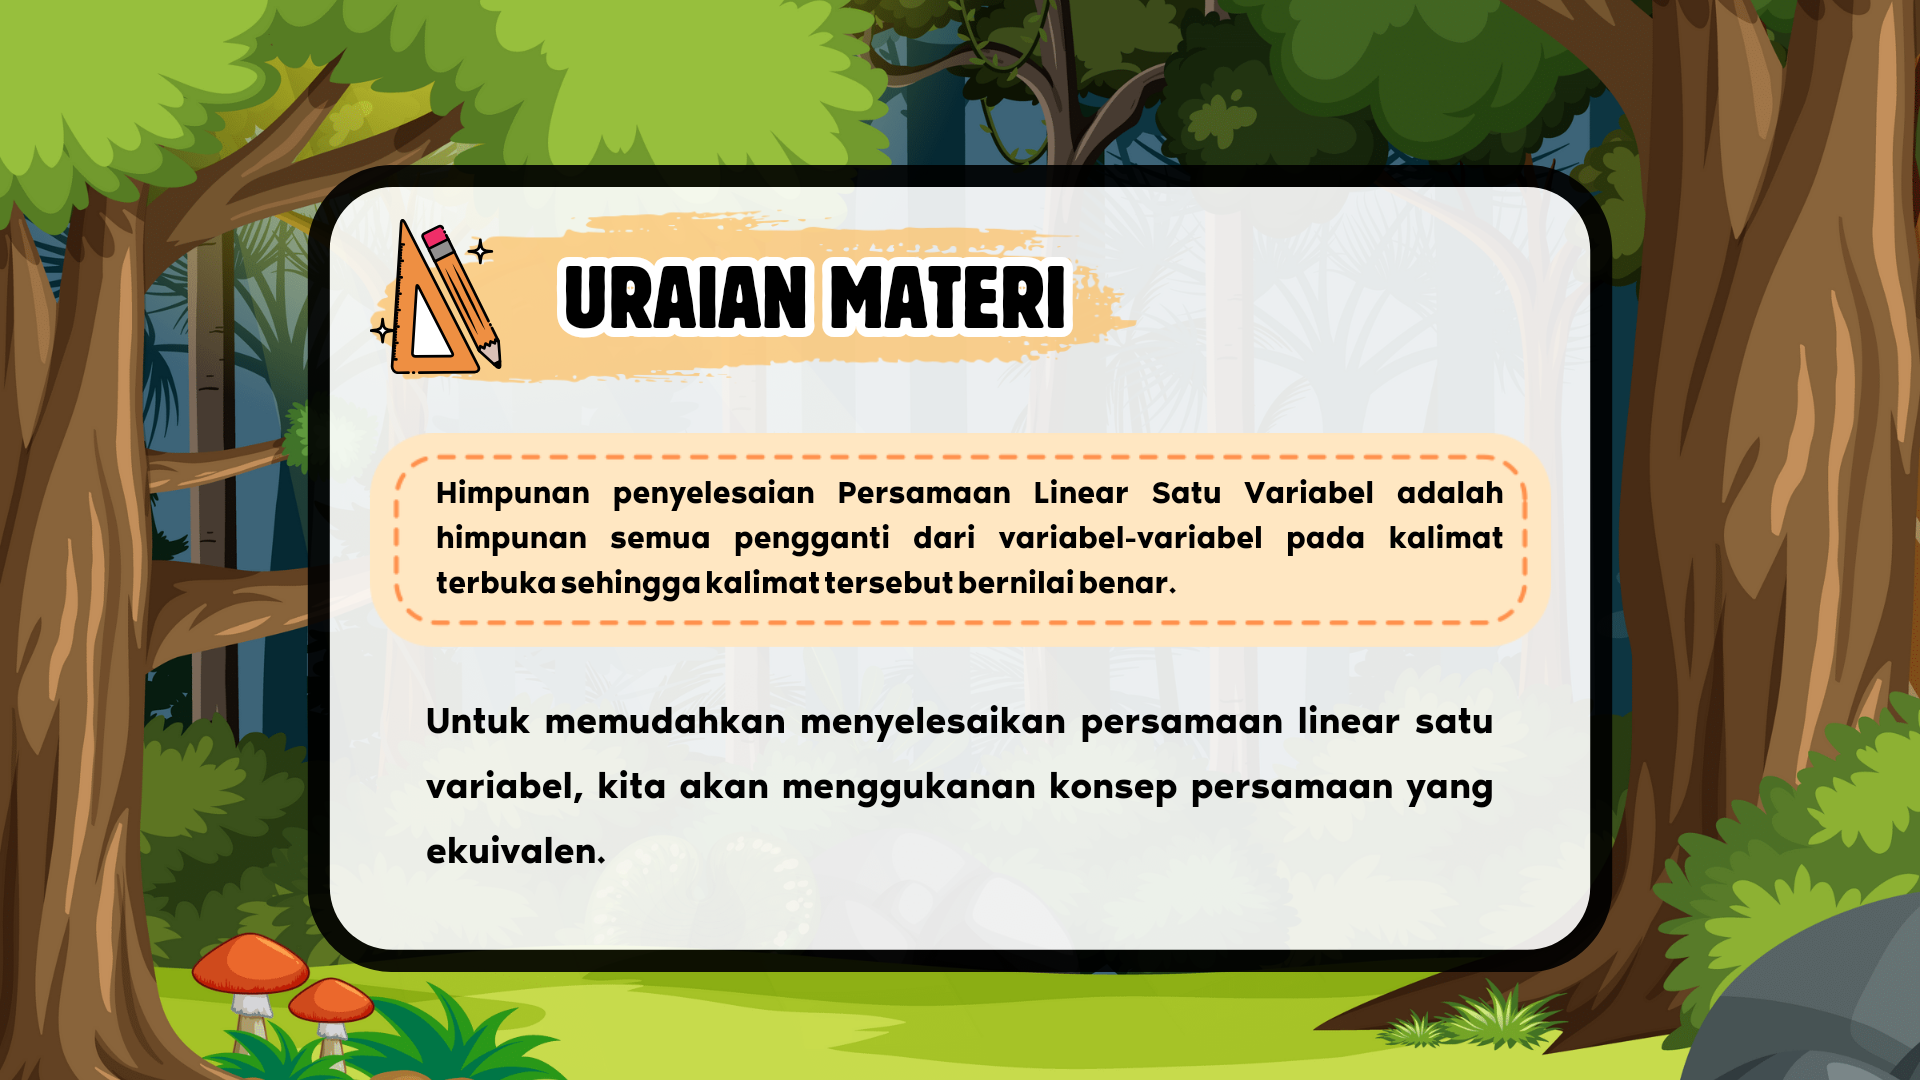 URAIAN MATERI
Himpunan penyelesaian Persamaan Linear Satu Variabel adalah
himpunan semua pengganti dari variabel-variabel pada kalimat
terbuka sehingga kalimat tersebut bernilai benar.
Untuk memudahkan menyelesaikan persamaan linear satu
variabel, kita akan menggukanan konsep persamaan yang
ekuivalen.